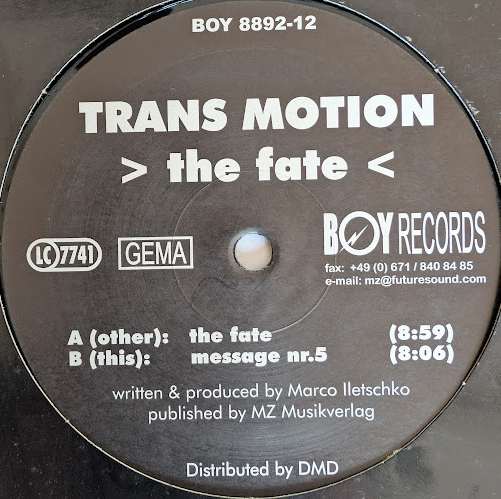 BOY 8892-12
TRANS MOTION
> the fate <
LC 7741 GEMA
BOY RECORDS
fax: +49 (0) 671 / 840 84 85
e-mail: mz@futuresound.com
A (other): the fate (8:59)
B (this): message nr.5 (8:06)
written & produced by Marco Iletschko
published by MZ Musikverlag
Distributed by DMD